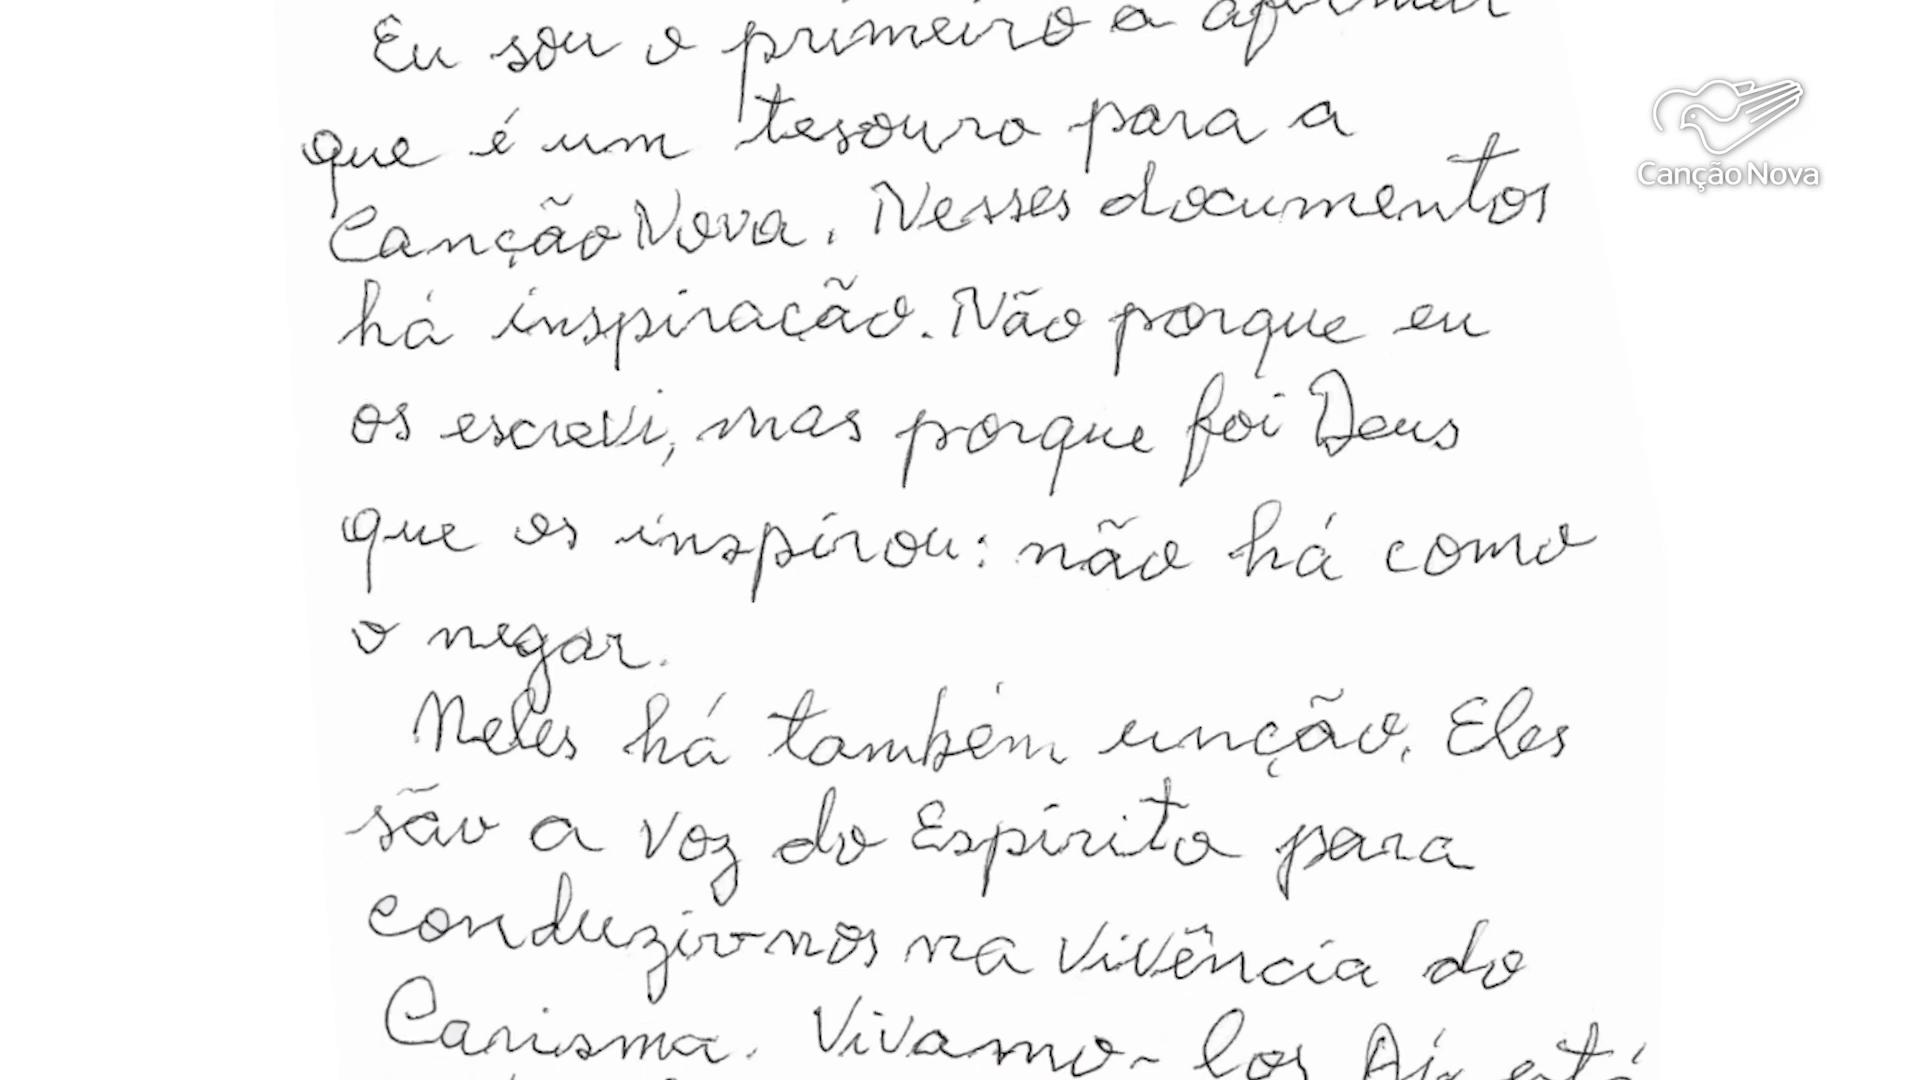 Eu sou o primeiro a afirmar
que é um tesouro para a
Canção Nova. Nesses documentos
há inspiração. Não porque eu
os escrevi, mas porque foi Deus
que os inspirou: não há como
o negar.
Neles há também unção. Eles
são a voz do Espírito para
conduzir-nos na vivência do
Carisma. Vivamo-los Aí está
Canção Nova